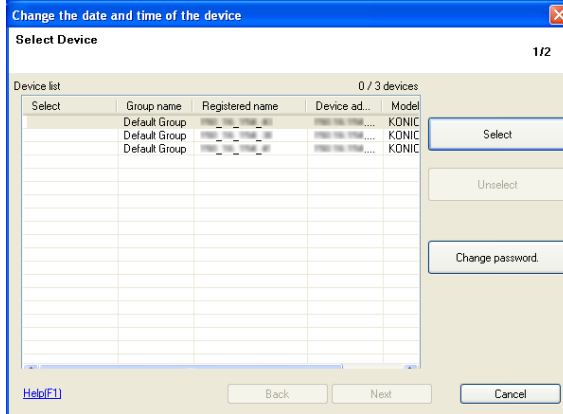 Change the date and time of the device
Select Device
1/2
Device list 0 / 3 devices
Select Group name Registered name Device ad... Model
Default Group KONIC
Default Group KONIC
Default Group KONIC
Select
Unselect
Change password.
Help(F1) Back Next Cancel